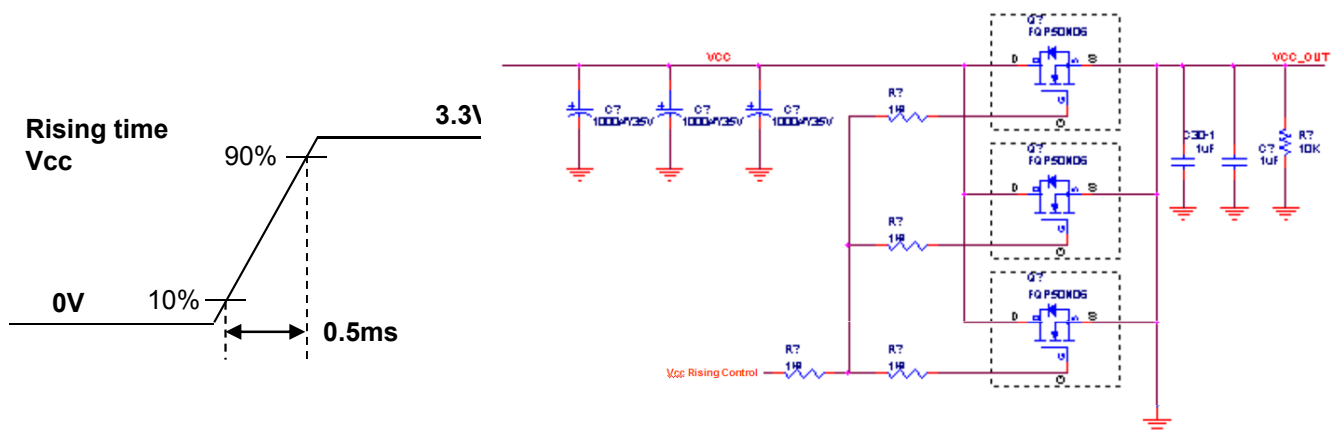 Rising time
Vcc
90%
3.3V
0V
10%
0.5ms
VCC
C?
1000uF/35V
C?
1000uF/35V
C?
1000uF/35V
Q?
FQP50N06
D
S
G
R?
1K
Q?
FQP50N06
D
S
G
R?
1K
Q?
FQP50N06
D
S
G
R?
1K
Vcc Rising Control
R?
1K
VCC_OUT
C30-1
1uF
C?
1uF
R?
10K